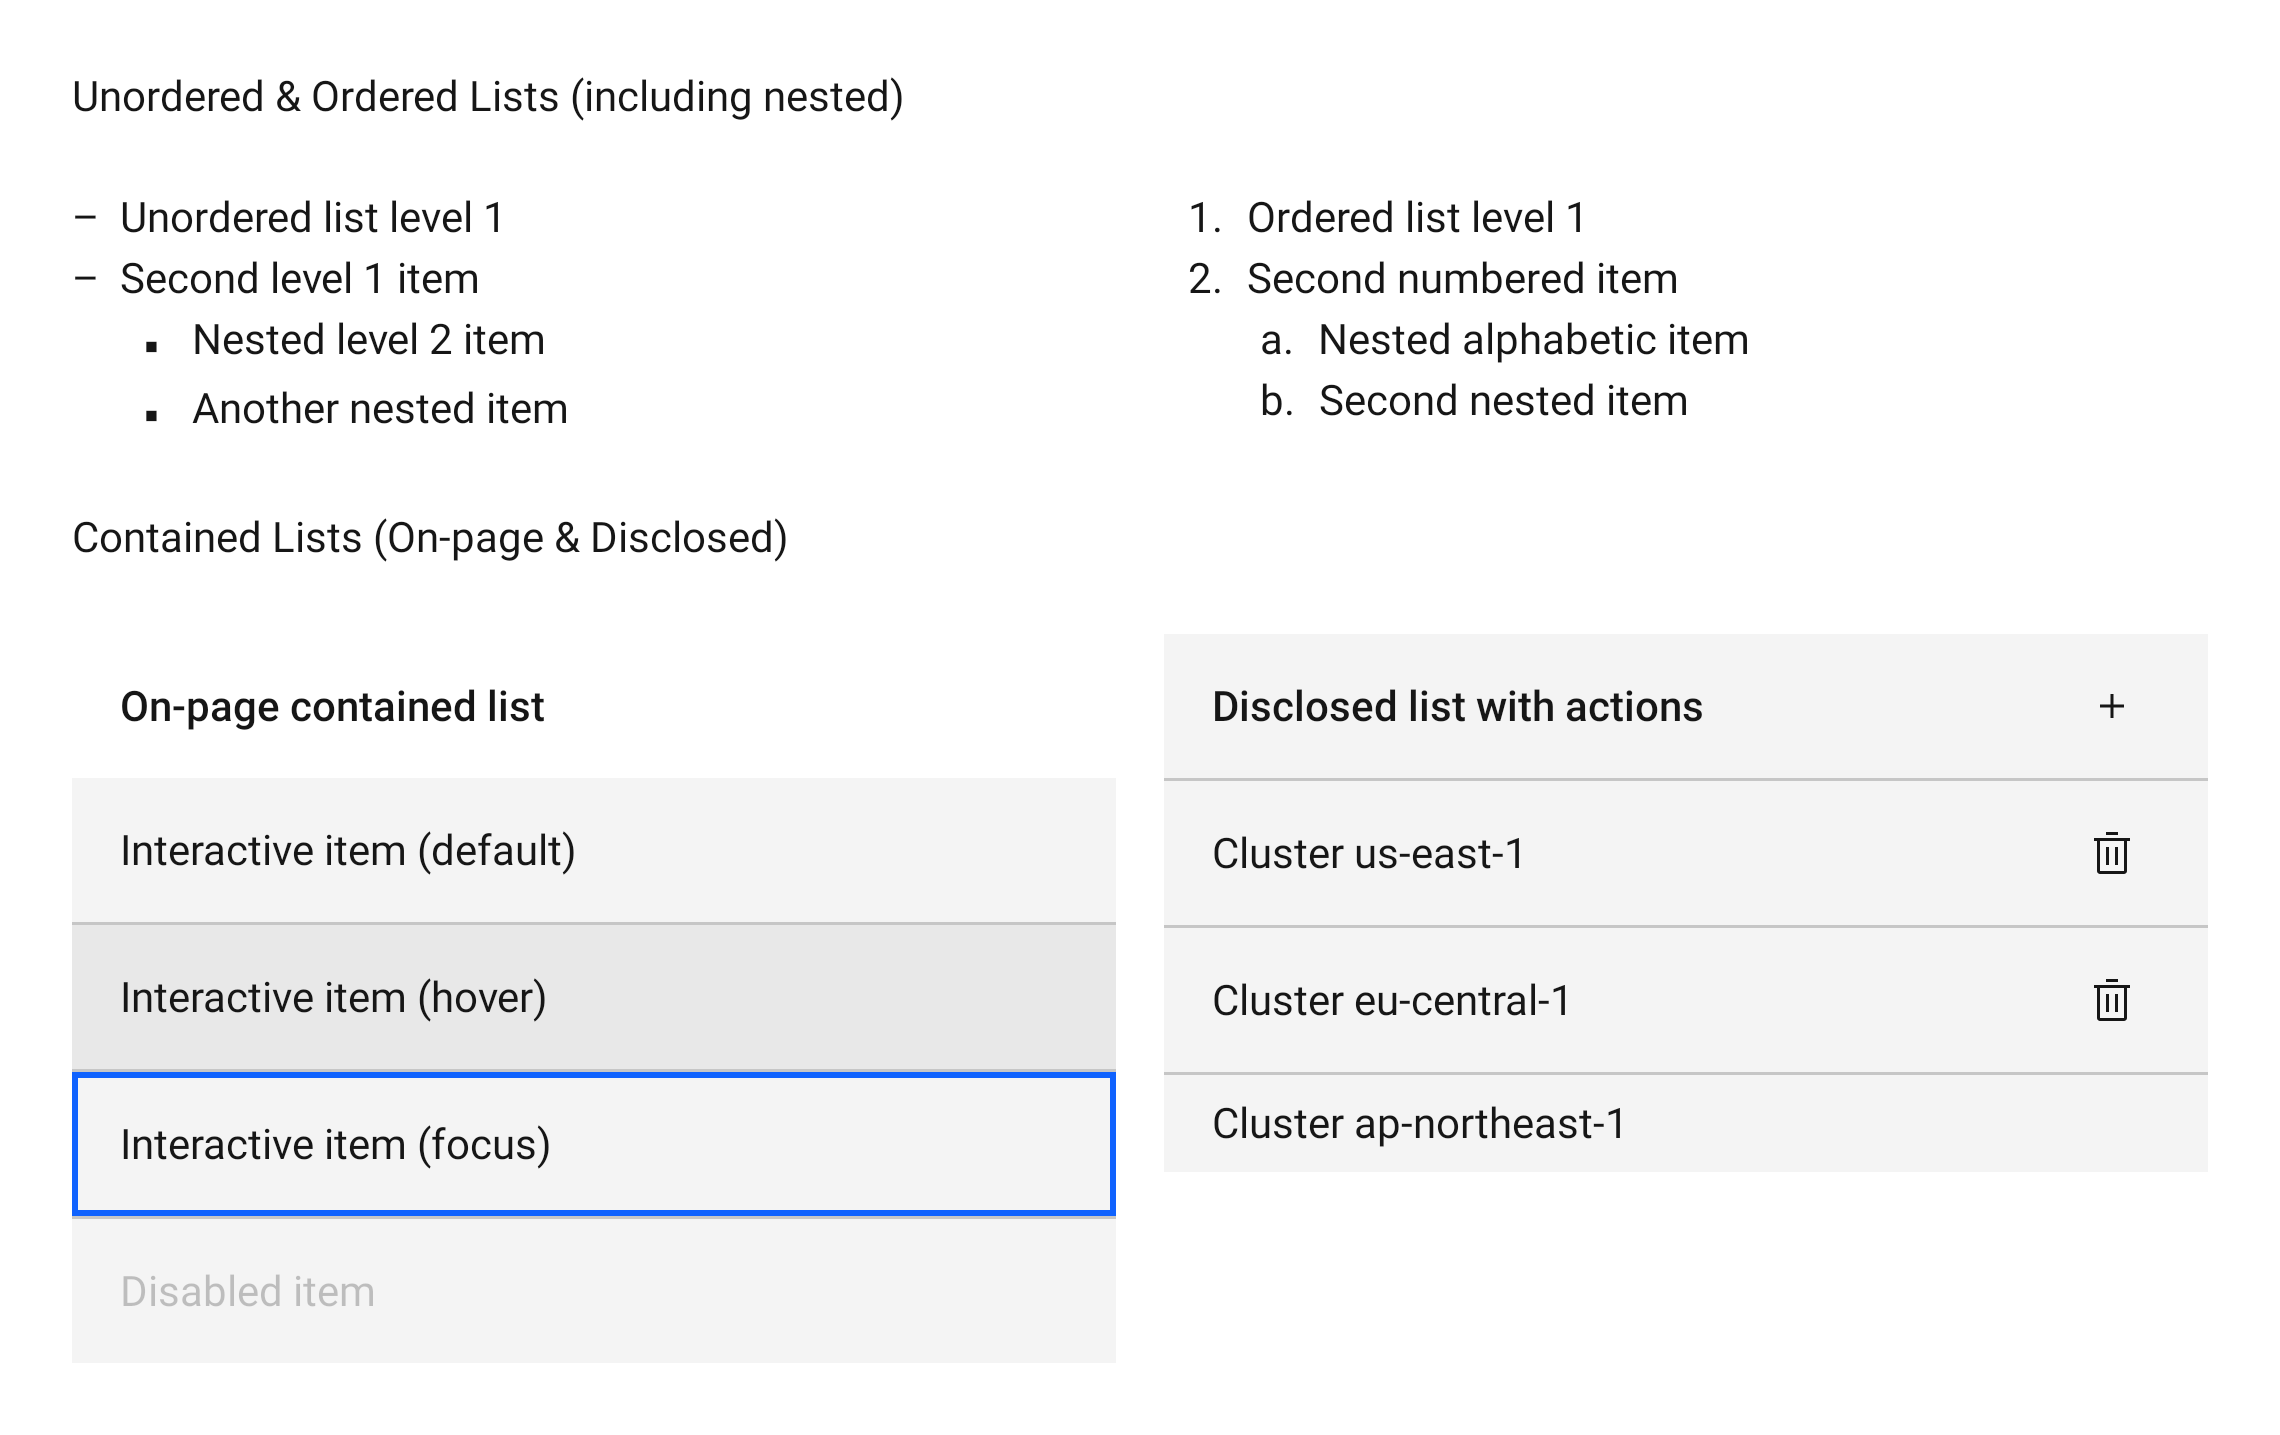 Unordered & Ordered Lists (including nested)
– Unordered list level 1
– Second level 1 item
▪ Nested level 2 item
▪ Another nested item
1. Ordered list level 1
2. Second numbered item
a. Nested alphabetic item
b. Second nested item
Contained Lists (On-page & Disclosed)
On-page contained list
Interactive item (default)
Interactive item (hover)
Interactive item (focus)
Disabled item
Disclosed list with actions
Cluster us-east-1
Cluster eu-central-1
Cluster ap-northeast-1